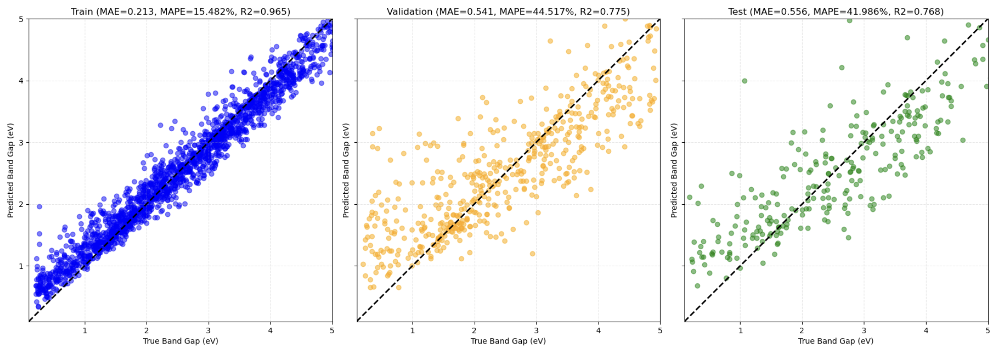 Train (MAE=0.213, MAPE=15.482%, R2=0.965)
5
4
3
2
1
Predicted Band Gap (eV)
1 2 3 4 5
True Band Gap (eV)
Validation (MAE=0.541, MAPE=44.517%, R2=0.775)
Predicted Band Gap (eV)
1 2 3 4 5
True Band Gap (eV)
Test (MAE=0.556, MAPE=41.986%, R2=0.768)
Predicted Band Gap (eV)
1 2 3 4 5
True Band Gap (eV)